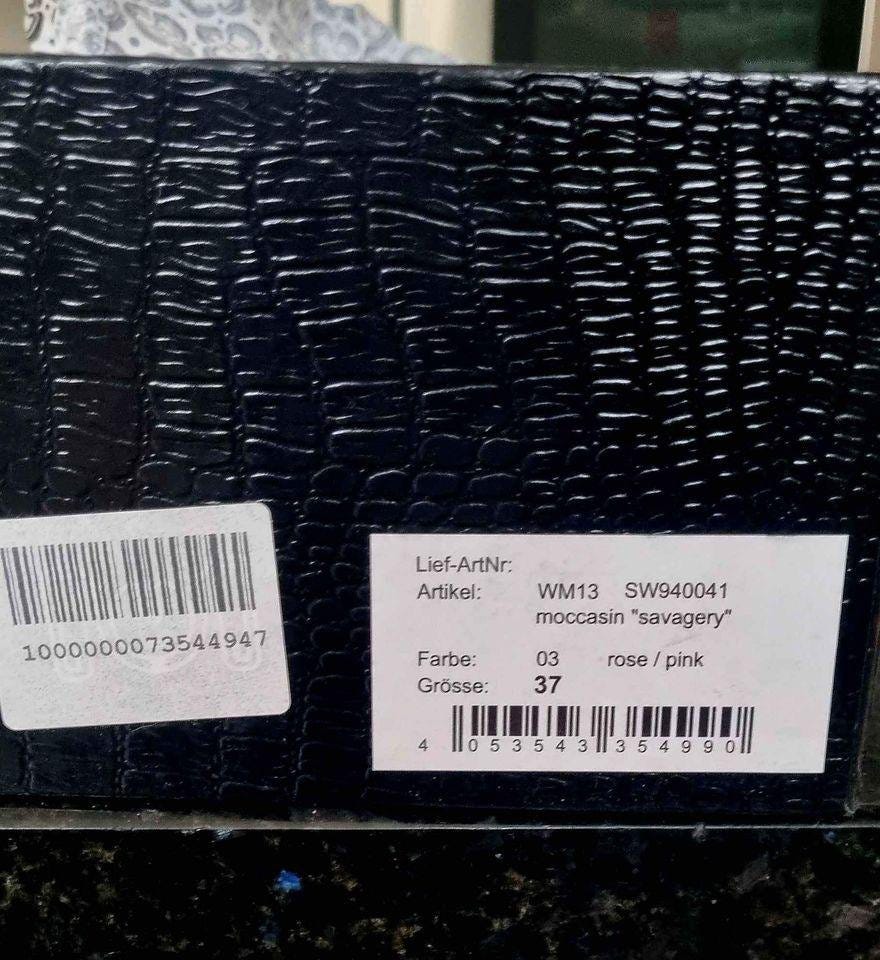 1000000073544947
Lief-ArtNr:
Artikel: WM13 SW940041
moccasin "savagery"
Farbe: 03 rose / pink
Grösse: 37
4 053543 354990